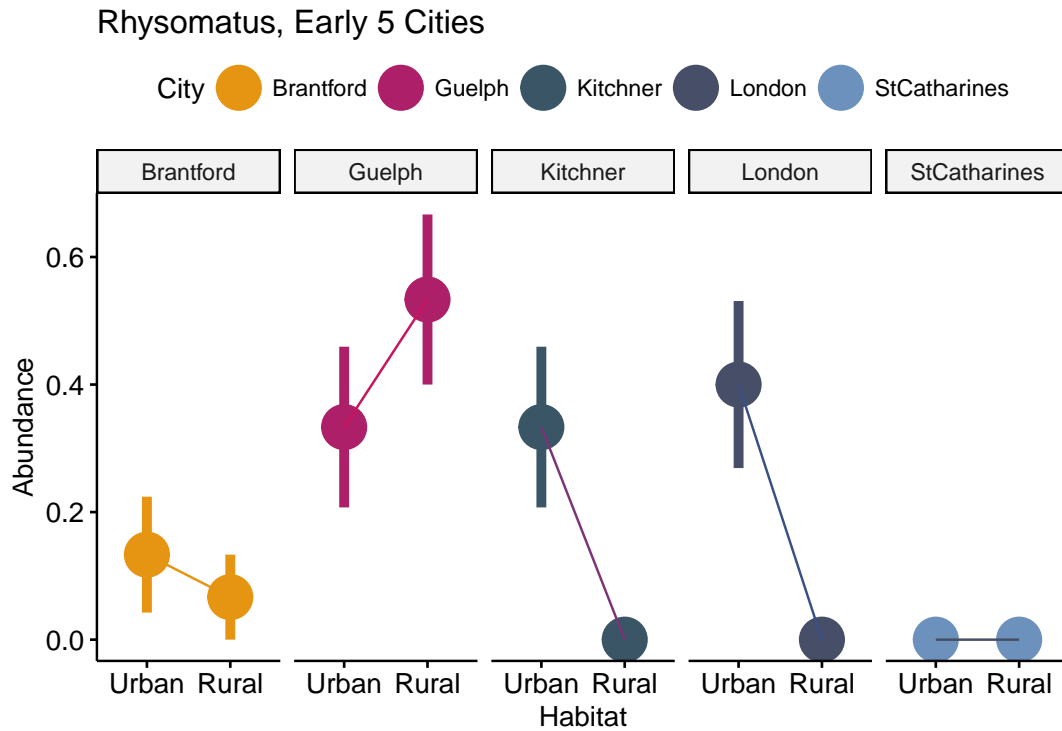 Rhysomatus, Early 5 Cities
City Brantford Guelph Kitchner London StCatharines
Brantford Guelph Kitchner London StCatharines
Abundance
0.6
0.4
0.2
0.0
Urban Rural Urban Rural Urban Rural Urban Rural Urban Rural
Habitat